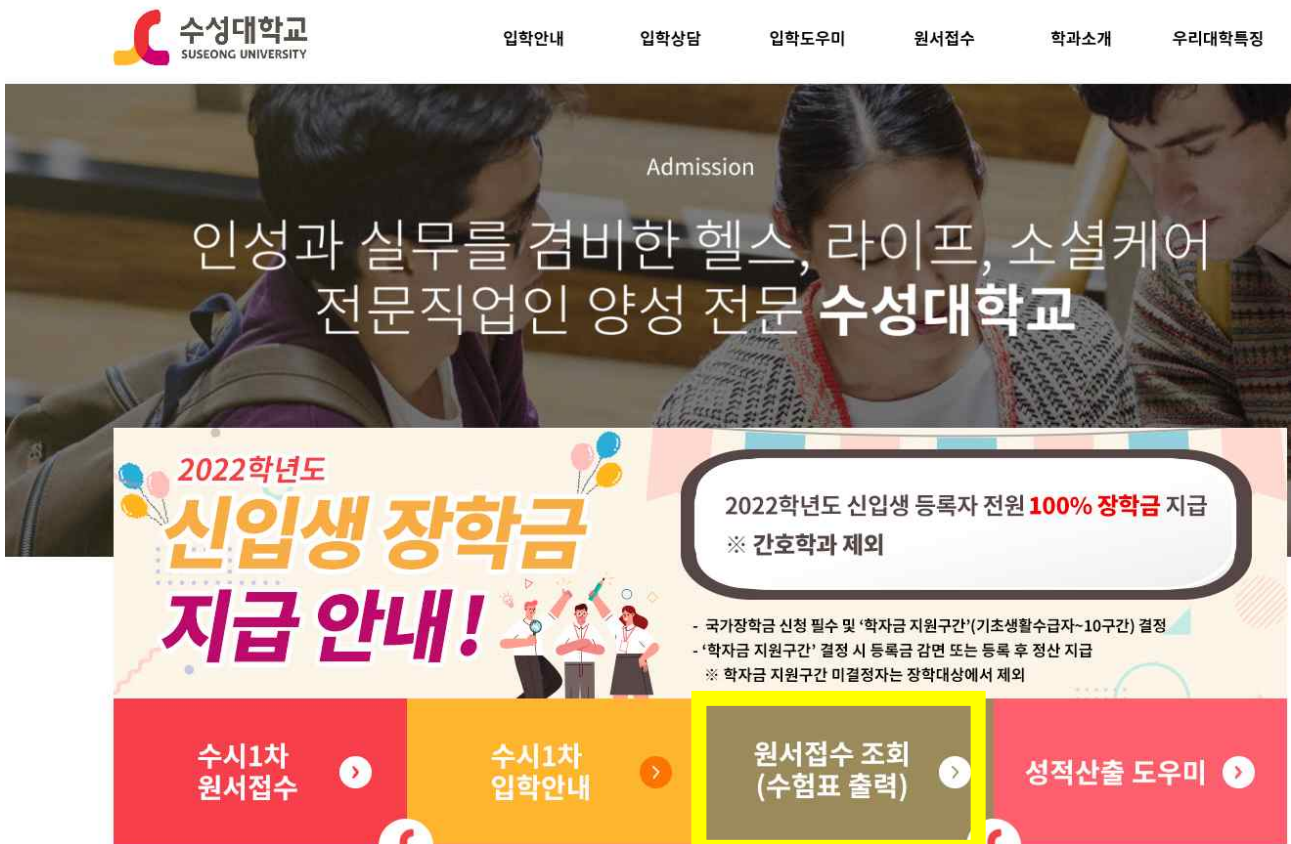 수성대학교
SUSEONG UNIVERSITY
입학안내 입학상담 입학도우미 원서접수 학과소개 우리대학특징
Admission
인성과 실무를 겸비한 헬스, 라이프, 소셜케어
전문직업인 양성 전문 수성대학교
2022학년도
신입생 장학금
지급 안내!
2022학년도 신입생 등록자 전원 100% 장학금 지급
※ 간호학과 제외
- 국가장학금 신청 필수 및 ‘학자금 지원구간’(기초생활수급자~10구간) 결정
- ‘학자금 지원구간’ 결정 시 등록금 감면 또는 등록 후 정산 지급
※ 학자금 지원구간 미결정자는 장학대상에서 제외
수시1차
원서접수
수시1차
입학안내
원서접수 조회
(수험표 출력)
성적산출 도우미